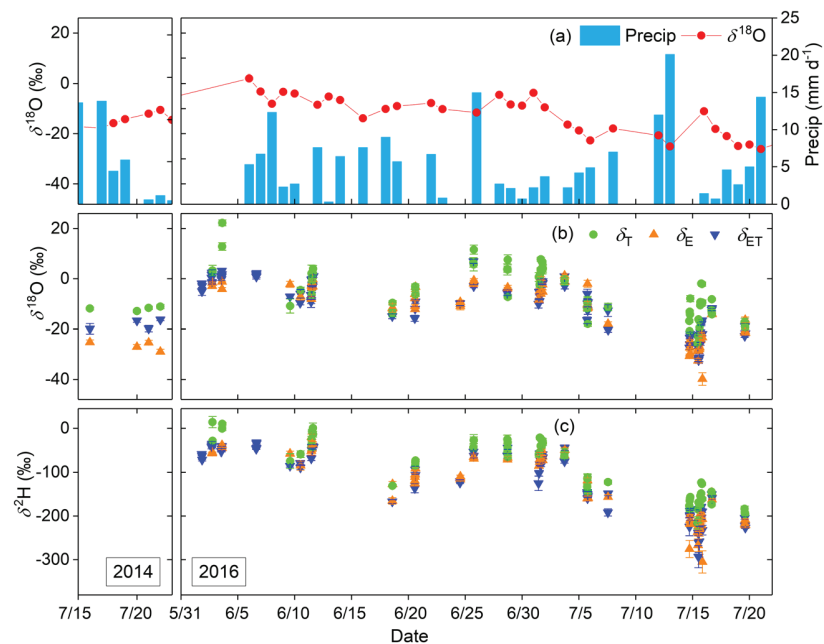 (a) Precip δ18O
20
0
-20
-40
δ18O (‰)
25
20
15
10
5
0
Precip (mm d-1)
(b) δT δE δET
20
0
-20
-40
δ18O (‰)
(c)
0
-100
-200
-300
δ2H (‰)
2014 2016
7/15 7/20 5/31 6/5 6/10 6/15 6/20 6/25 6/30 7/5 7/10 7/15 7/20
Date